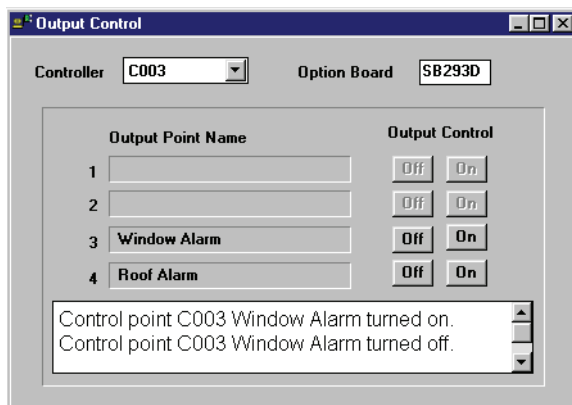 Output Control
Controller C003 Option Board SB293D
Output Point Name Output Control
1 Off On
2 Off On
3 Window Alarm Off On
4 Roof Alarm Off On
Control point C003 Window Alarm turned on.
Control point C003 Window Alarm turned off.